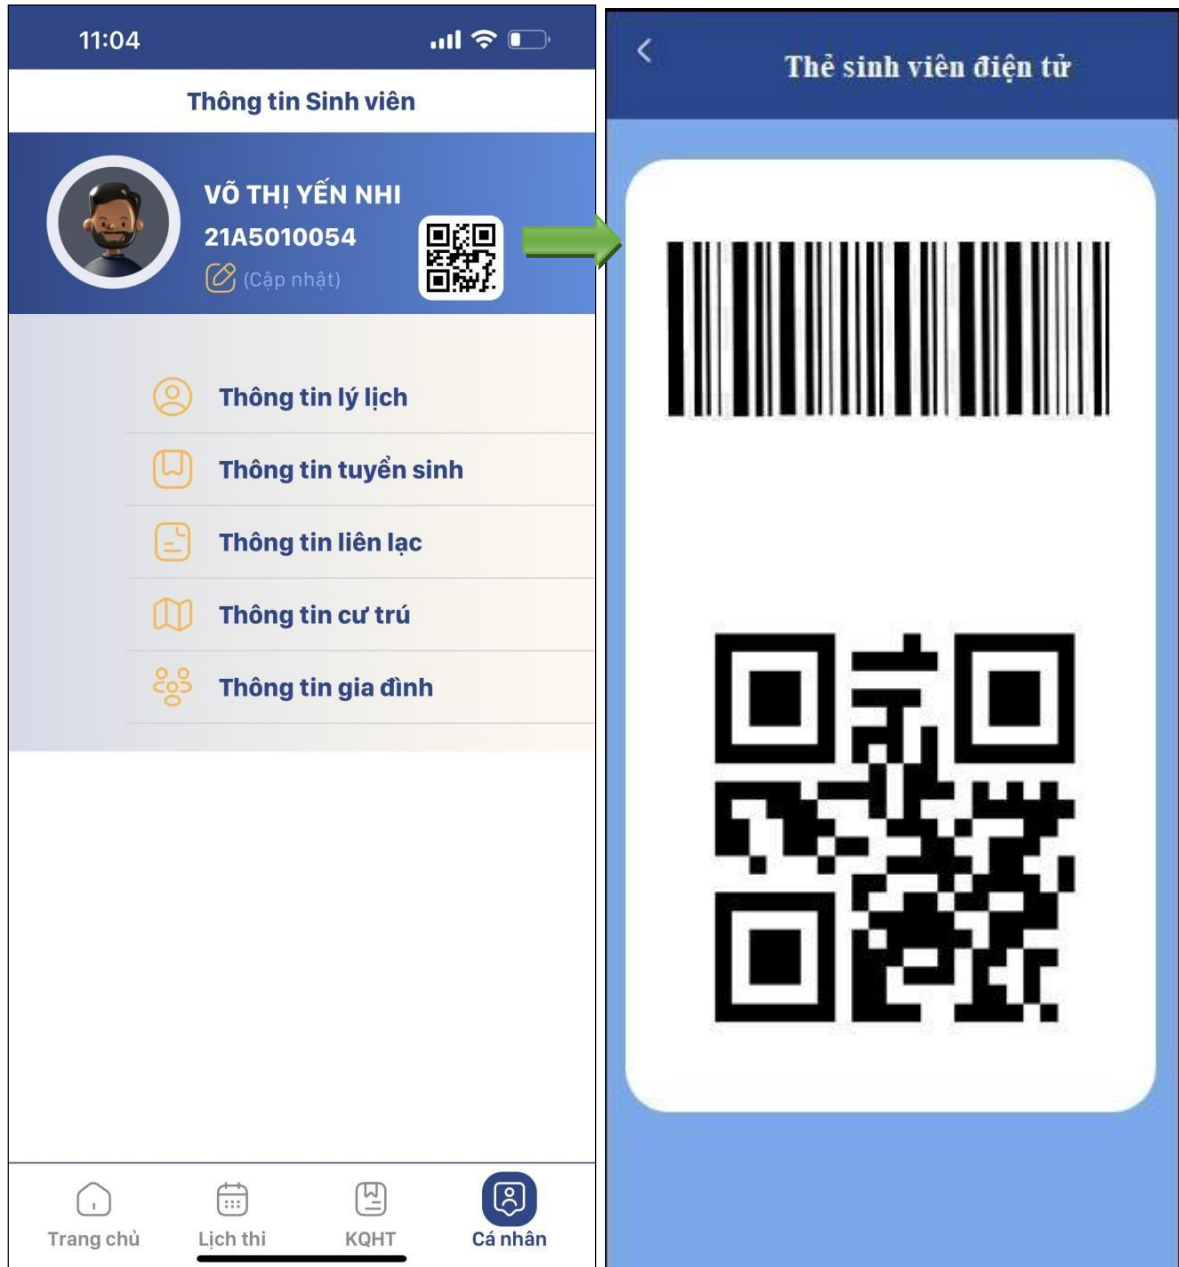 11:04
Thông tin Sinh viên
VÕ THỊ YẾN NHI
21A5010054
(Cập nhật)
Thông tin lý lịch
Thông tin tuyển sinh
Thông tin liên lạc
Thông tin cư trú
Thông tin gia đình
Trang chủ
Lịch thi
KQHT
Cá nhân
Thẻ sinh viên điện tử